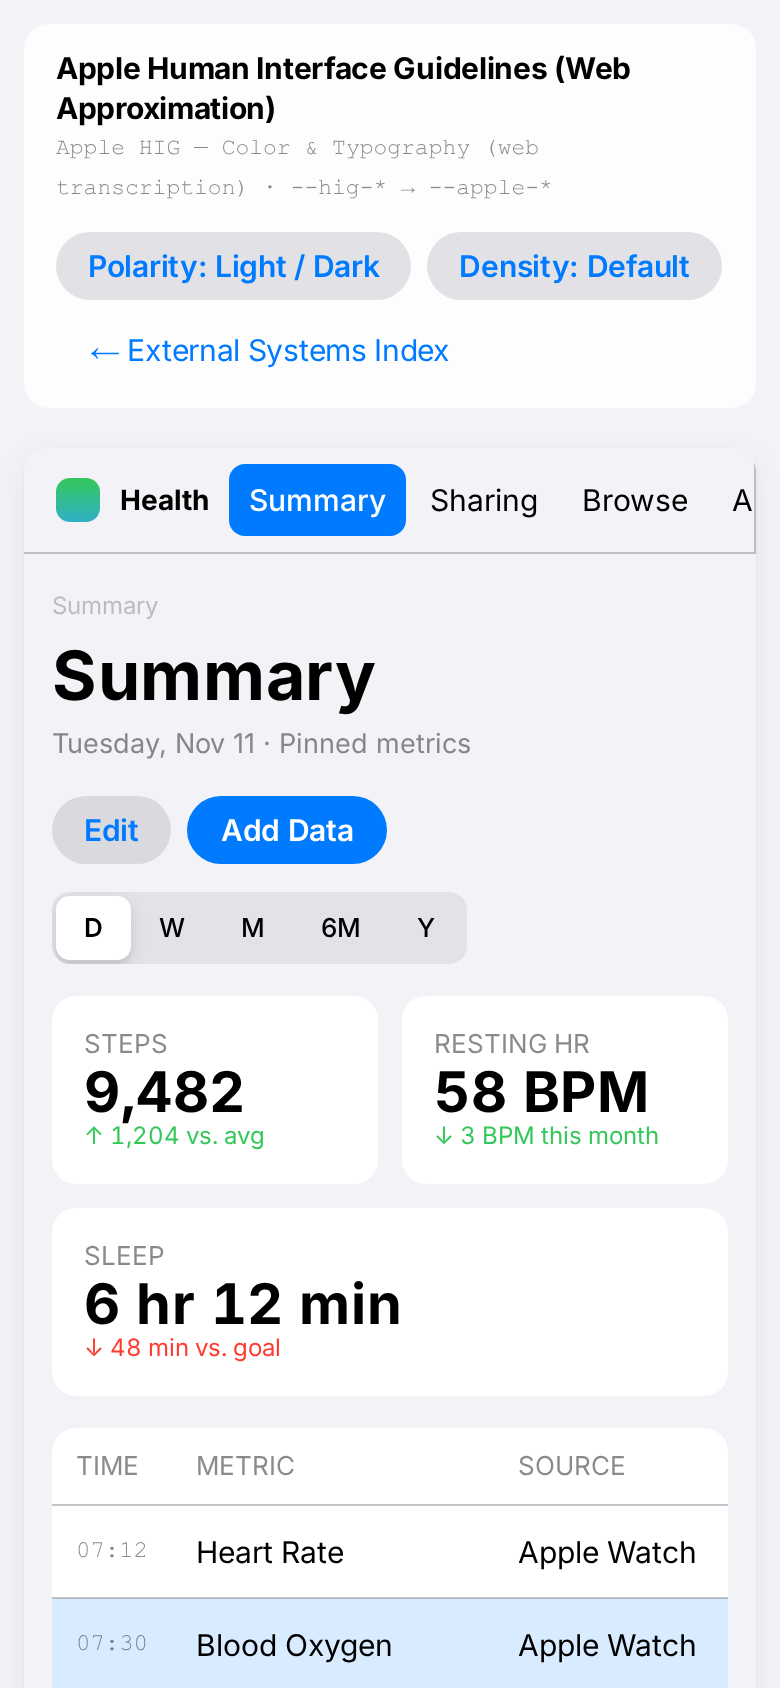 Apple Human Interface Guidelines (Web
Approximation)
Apple HIG — Color & Typography (web
transcription) · --hig-* → --apple-*
Polarity: Light / Dark
Density: Default
← External Systems Index
Health
Summary
Sharing
Browse
A
Summary
Summary
Tuesday, Nov 11 · Pinned metrics
Edit
Add Data
D
W
M
6M
Y
STEPS
9,482
↑ 1,204 vs. avg
RESTING HR
58 BPM
↓ 3 BPM this month
SLEEP
6 hr 12 min
↓ 48 min vs. goal
TIME METRIC SOURCE
07:12 Heart Rate Apple Watch
07:30 Blood Oxygen Apple Watch